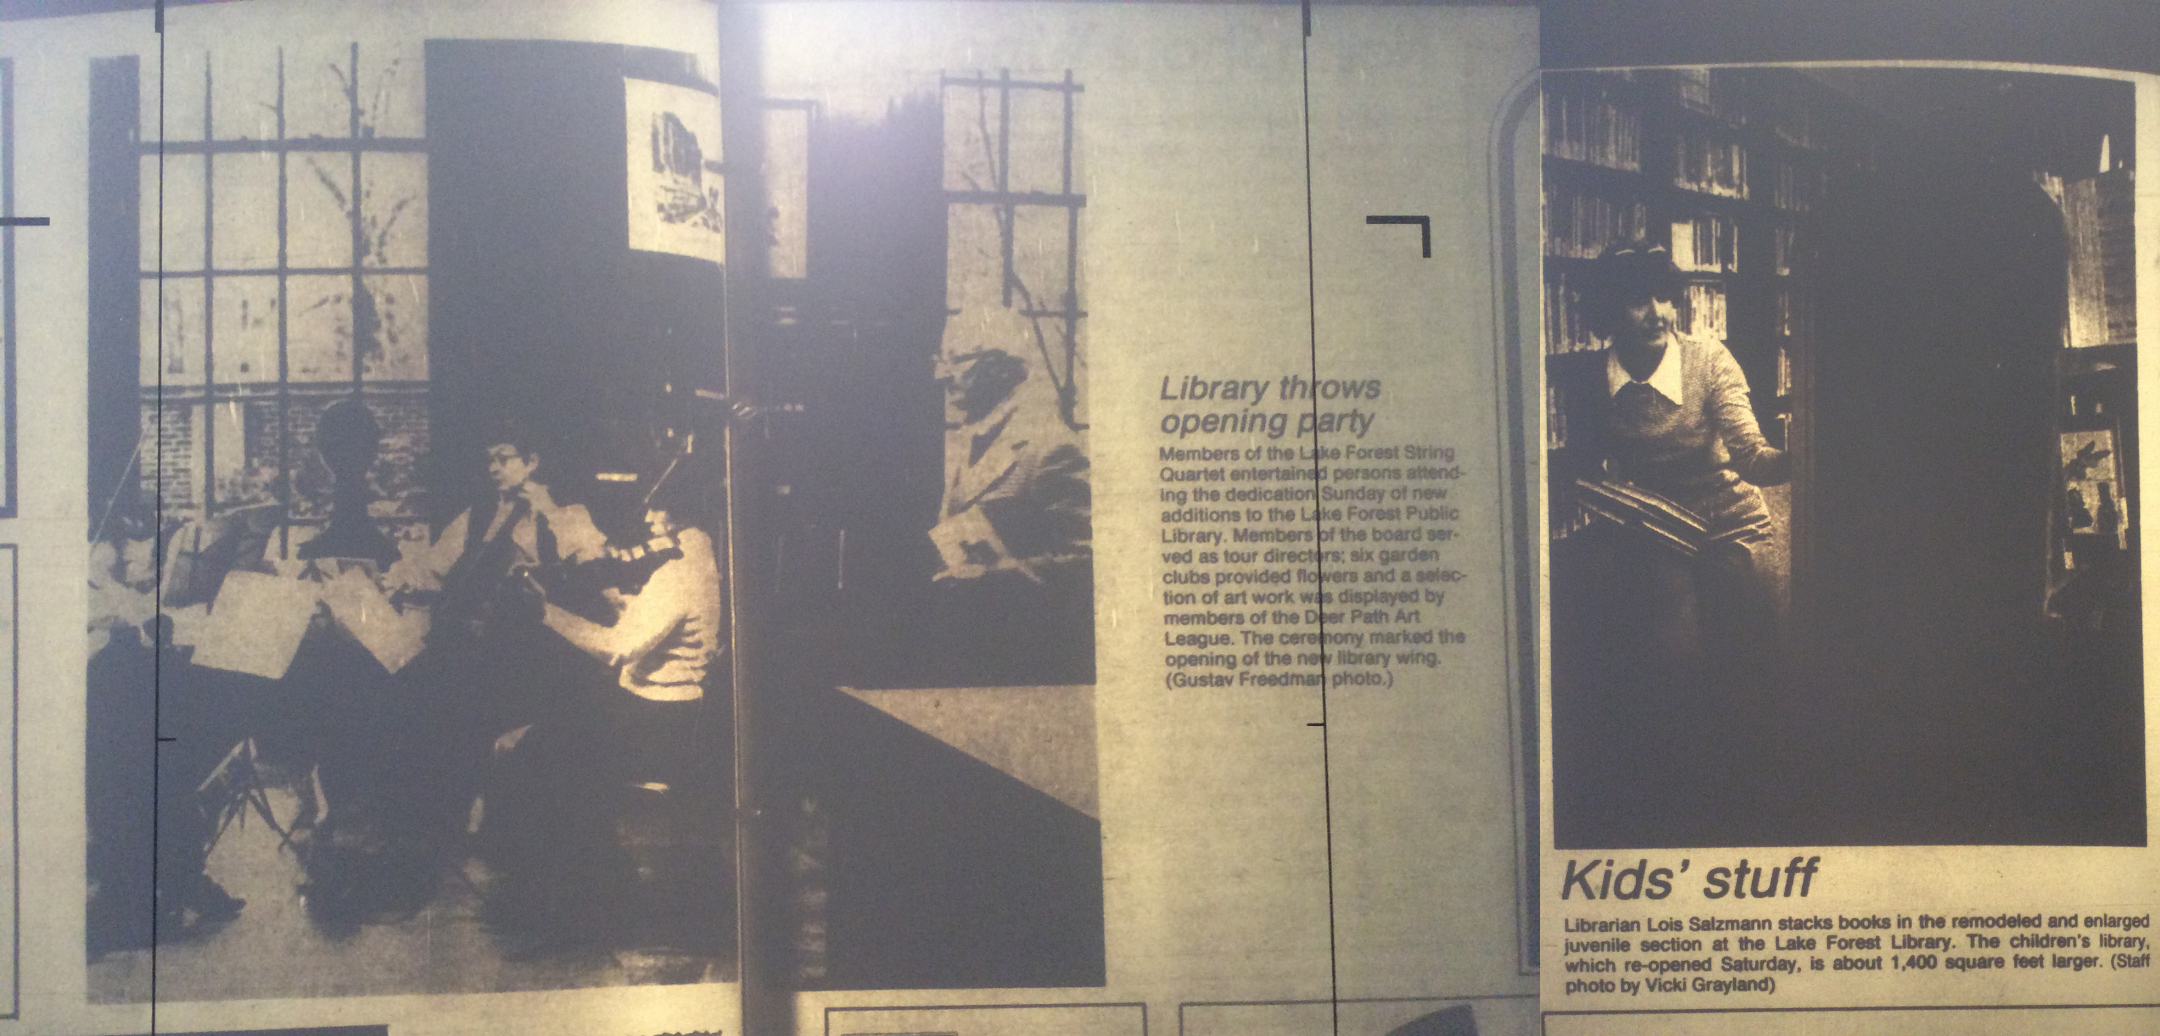 Library throws
opening party
Members of the Lake Forest String
Quartet entertained persons attend-
ing the dedication Sunday of new
additions to the Lake Forest Public
Library. Members of the board ser-
ved as tour directors; six garden
clubs provided flowers and a selec-
tion of art work was displayed by
members of the Deer Path Art
League. The ceremony marked the
opening of the new library wing.
(Gustav Freedman photo.)
Kids' stuff
Librarian Lois Salzmann stacks books in the remodeled and enlarged
juvenile section at the Lake Forest Library. The children's library,
which re-opened Saturday, is about 1,400 square feet larger. (Staff
photo by Vicki Grayland)